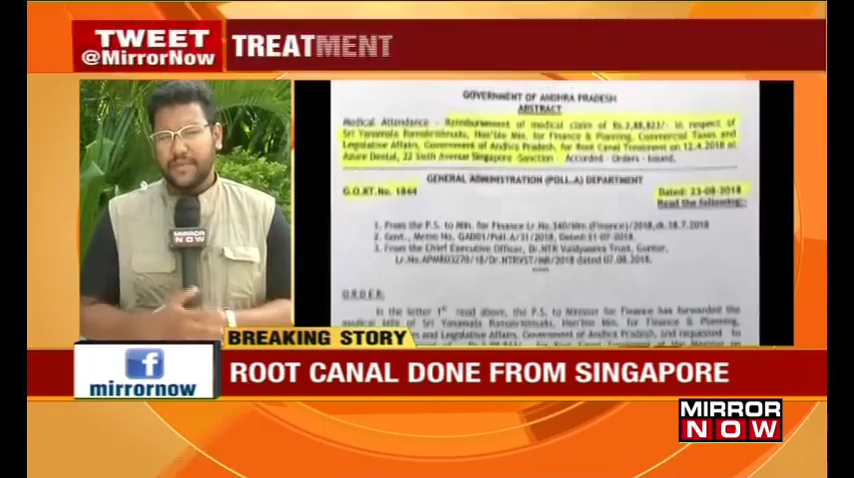 TWEET
@MirrorNow
TREATMENT
GOVERNMENT OF ANDHRA PRADESH
ABSTRACT
Medical Attendance - Reimbursement of medical claim of Rs.2,88,823/- in respect of
Sri Yanamala Ramakrishnudu, Hon'ble Min. for Finance & Planning, Commercial Taxes and
Legislative Affairs, Government of Andhra Pradesh, for Root Canal Treatment on 12.4.2018 at
Azure Dental, 22 Sixth Avenue Singapore -Sanction - Accorded - Orders - Issued.
GENERAL ADMINISTRATION (POLL.A) DEPARTMENT
G.O.RT.No. 1844
Dated: 23-08-2018
Read the following:-
1. From the P.S. to Min. for Finance Lr.No.340/Min.(Finance)/2018, dt.18.7.2018
2. Govt., Memo No. GAD01/Poll.A/31/2018, Dated:31-07-2018.
3. From the Chief Executive Officer, Dr.NTR Vaidyaseva Trust, Guntur,
Lr.No.APMR03270/18/Dr.NTRVST/MR/2018 dated 07.08.2018.
ORDER:
In the letter 1st read above, the P.S. to Minister for Finance has forwarded the
medical bills of Sri Yanamala Ramakrishnudu, Hon'ble Min. for Finance & Planning,
and Legislative Affairs, Government of Andhra Pradesh and requested to
MIRROR
NOW
BREAKING STORY
f
mirrornow
ROOT CANAL DONE FROM SINGAPORE
MIRROR
NOW